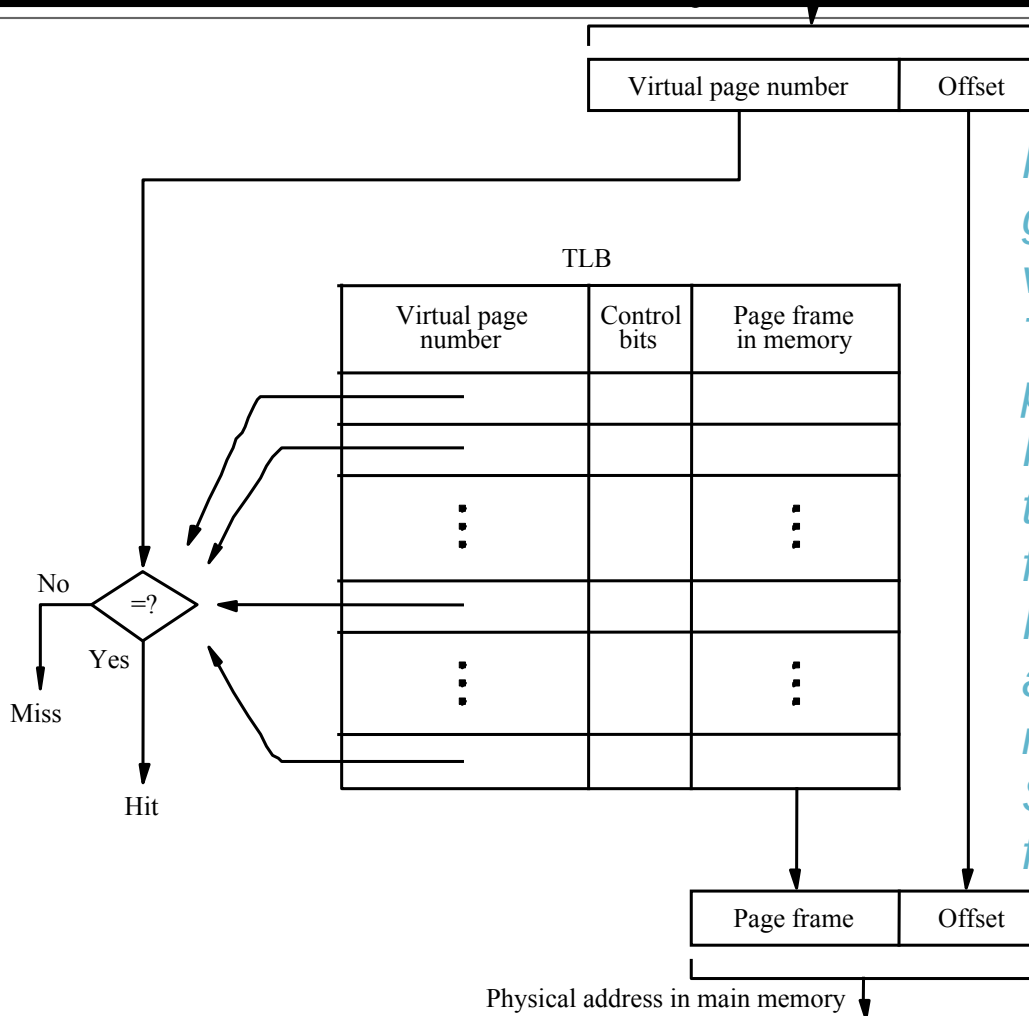 Virtual page number Offset
TLB
Virtual page
number
Control
bits
Page frame
in memory
No
=?
Yes
Miss
Hit
Page frame Offset
Physical address in main memory